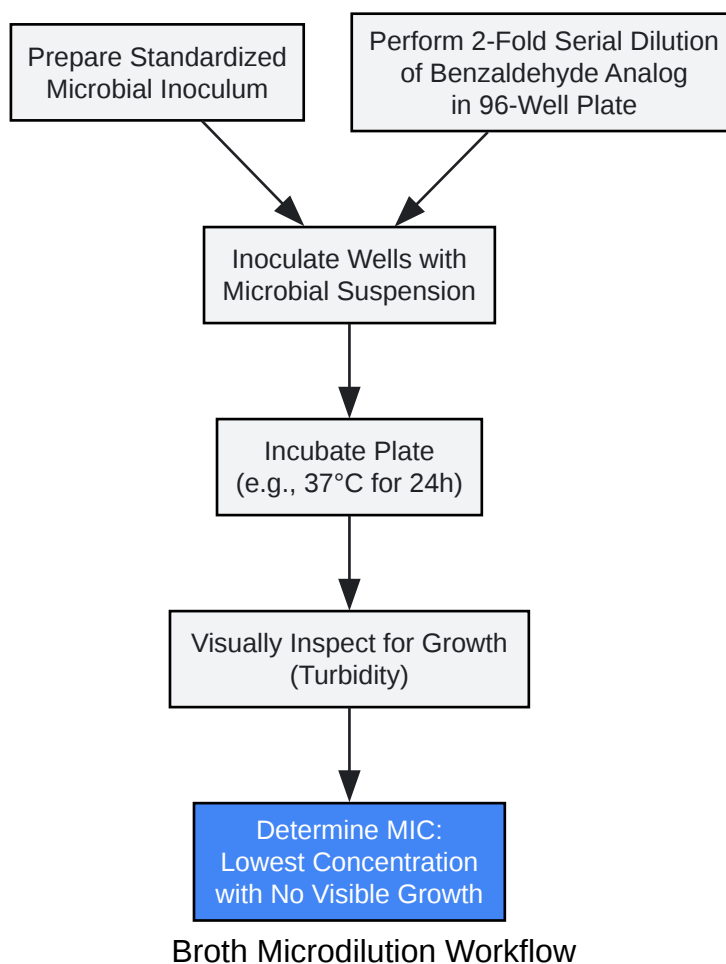 Prepare Standardized
Microbial Inoculum
Perform 2-Fold Serial Dilution
of Benzaldehyde Analog
in 96-Well Plate
Inoculate Wells with
Microbial Suspension
Incubate Plate
(e.g., 37°C for 24h)
Visually Inspect for Growth
(Turbidity)
Determine MIC:
Lowest Concentration
with No Visible Growth
Broth Microdilution Workflow